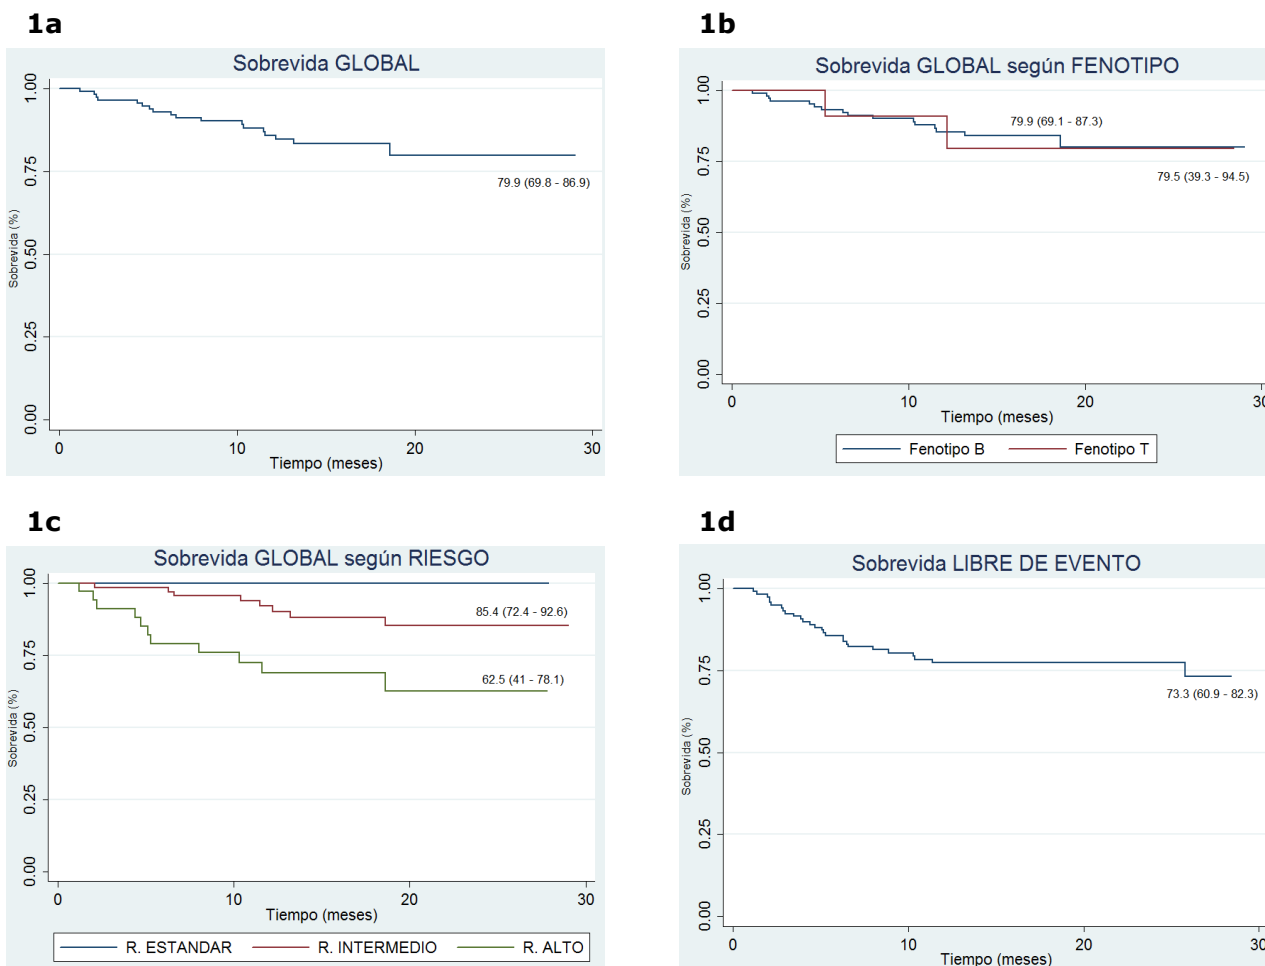 1a
Sobrevida GLOBAL
Sobrevida (%)
1.00
0.75
0.50
0.25
0.00
79.9 (69.8 - 86.9)
0 10 20 30
Tiempo (meses)
1b
Sobrevida GLOBAL según FENOTIPO
Sobrevida (%)
1.00
0.75
0.50
0.25
0.00
79.9 (69.1 - 87.3)
79.5 (39.3 - 94.5)
0 10 20 30
Tiempo (meses)
Fenotipo B Fenotipo T
1c
Sobrevida GLOBAL según RIESGO
Sobrevida (%)
1.00
0.75
0.50
0.25
0.00
85.4 (72.4 - 92.6)
62.5 (41 - 78.1)
0 10 20 30
Tiempo (meses)
R. ESTANDAR R. INTERMEDIO R. ALTO
1d
Sobrevida LIBRE DE EVENTO
Sobrevida (%)
1.00
0.75
0.50
0.25
0.00
73.3 (60.9 - 82.3)
0 10 20 30
Tiempo (meses)